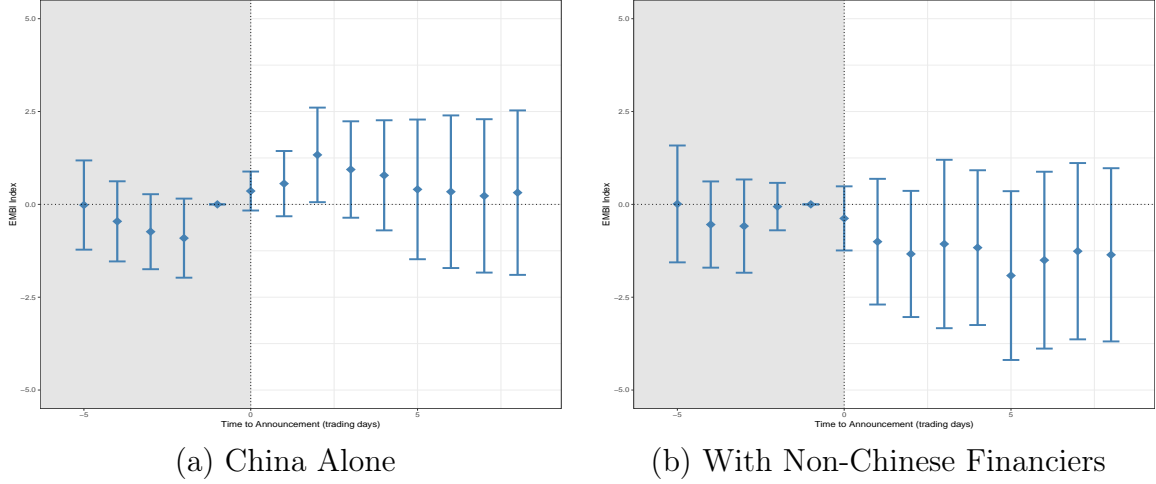 5.0
2.5
0.0
−2.5
−5.0
EMBI Index
−5
0
5
Time to Announcement (trading days)
(a) China Alone
5.0
2.5
0.0
−2.5
−5.0
EMBI Index
−5
0
5
Time to Announcement (trading days)
(b) With Non-Chinese Financiers